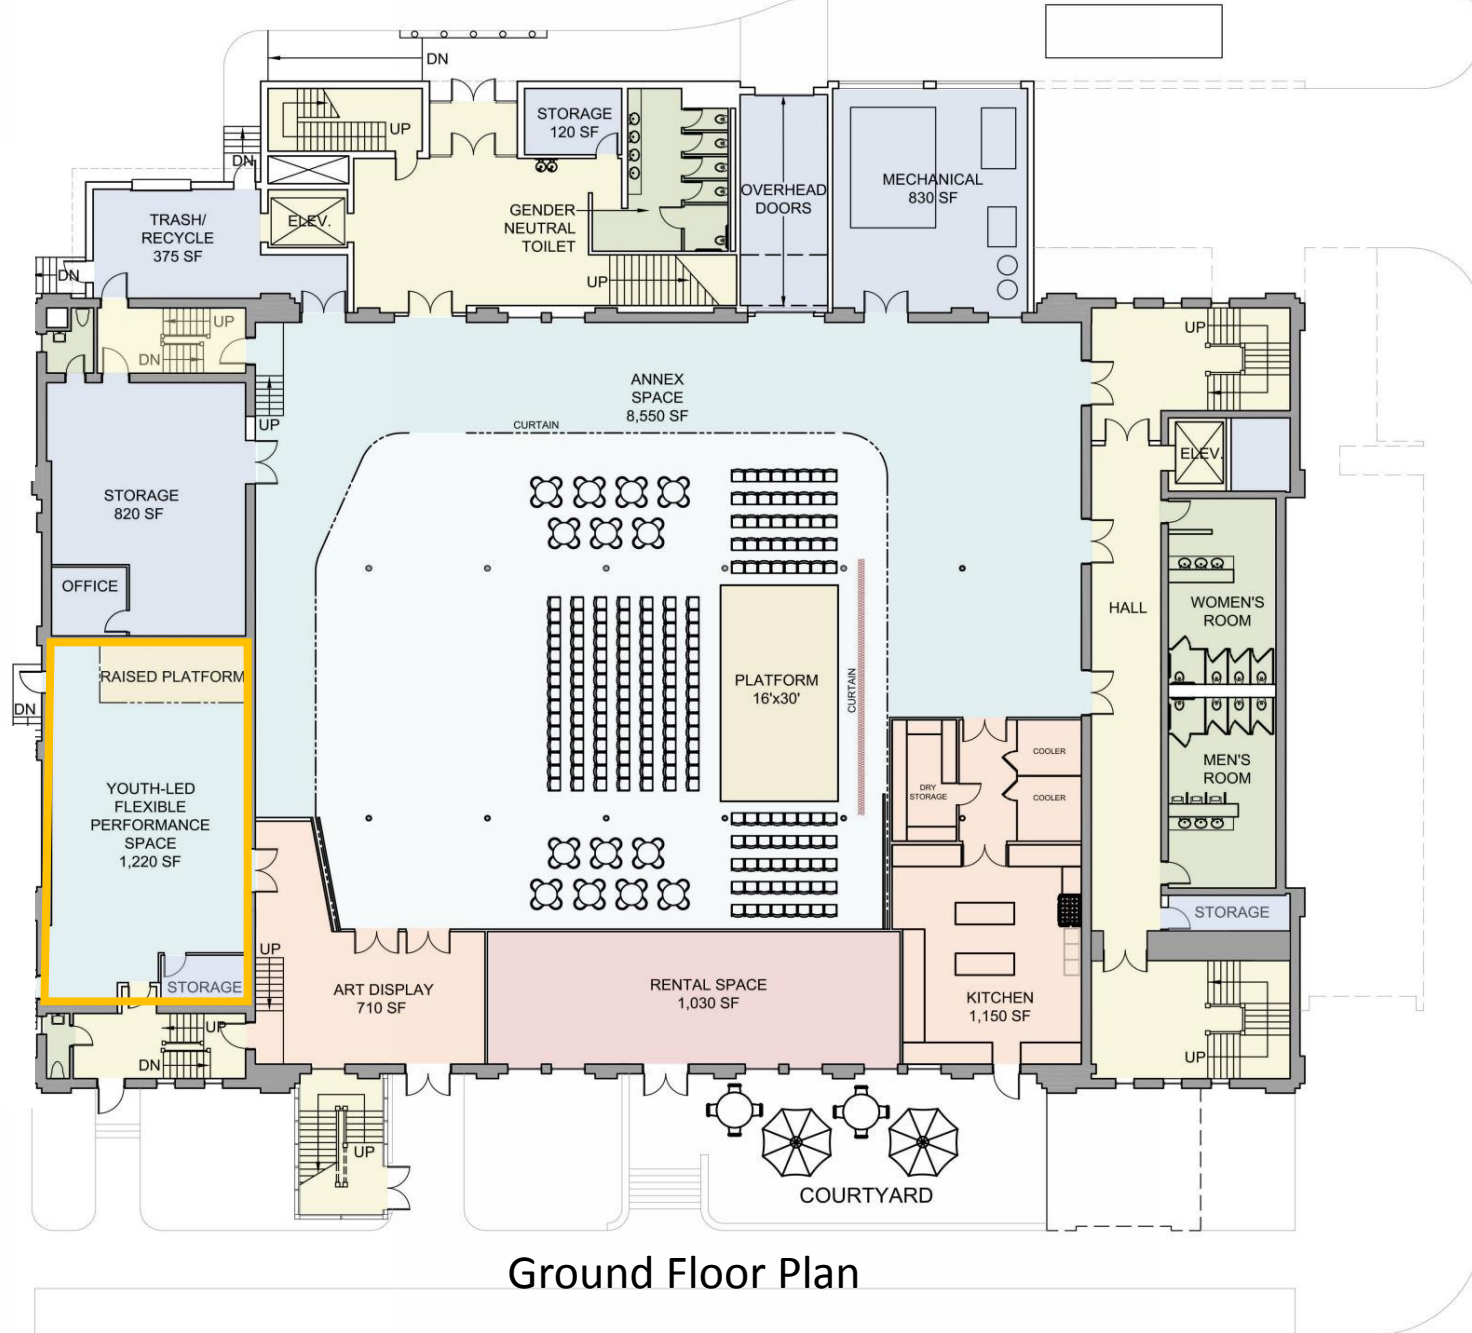 DN
UP
STORAGE
120 SF
DN
TRASH/
RECYCLE
375 SF
ELEV.
GENDER
NEUTRAL
TOILET
OVERHEAD
DOORS
MECHANICAL
830 SF
DN
UP
UP
DN
UP
UP
ANNEX
SPACE
8,550 SF
CURTAIN
ELEV.
STORAGE
820 SF
OFFICE
HALL
WOMEN'S
ROOM
RAISED PLATFORM
DN
PLATFORM
16'x30'
CURTAIN
YOUTH-LED
FLEXIBLE
PERFORMANCE
SPACE
1,220 SF
DRY
STORAGE
COOLER
COOLER
MEN'S
ROOM
STORAGE
UP
STORAGE
ART DISPLAY
710 SF
RENTAL SPACE
1,030 SF
KITCHEN
1,150 SF
UP
DN
UP
UP
COURTYARD
Ground Floor Plan